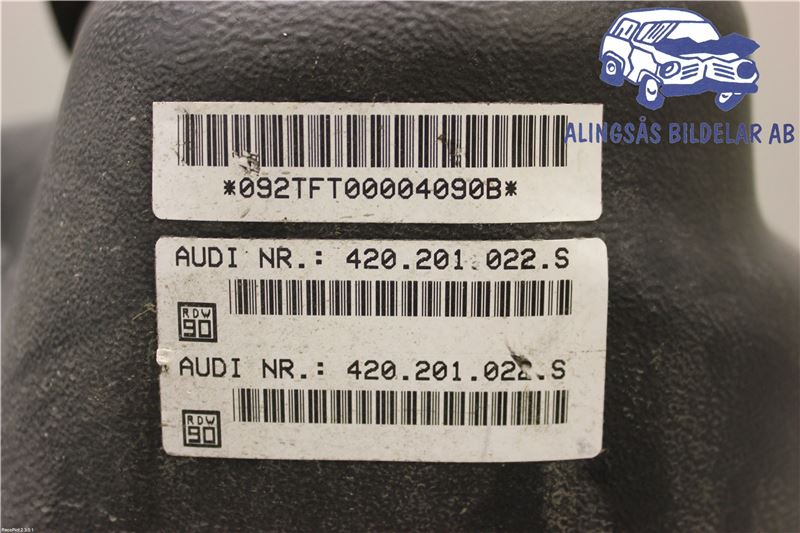 ALINGSÅS BILDELAR AB
*092TFT00004090B*
AUDI NR.: 420.201.022.S
RDW
90
AUDI NR.: 420.201.022.S
RDW
90